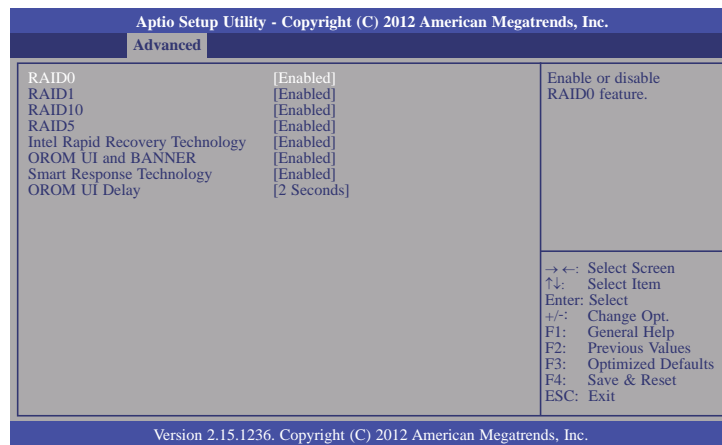 Aptio Setup Utility - Copyright (C) 2012 American Megatrends, Inc.
Advanced
RAID0 [Enabled]
RAID1 [Enabled]
RAID10 [Enabled]
RAID5 [Enabled]
Intel Rapid Recovery Technology [Enabled]
OROM UI and BANNER [Enabled]
Smart Response Technology [Enabled]
OROM UI Delay [2 Seconds]
Enable or disable
RAID0 feature.
→←: Select Screen
↑↓: Select Item
Enter: Select
+/-: Change Opt.
F1: General Help
F2: Previous Values
F3: Optimized Defaults
F4: Save & Reset
ESC: Exit
Version 2.15.1236. Copyright (C) 2012 American Megatrends, Inc.